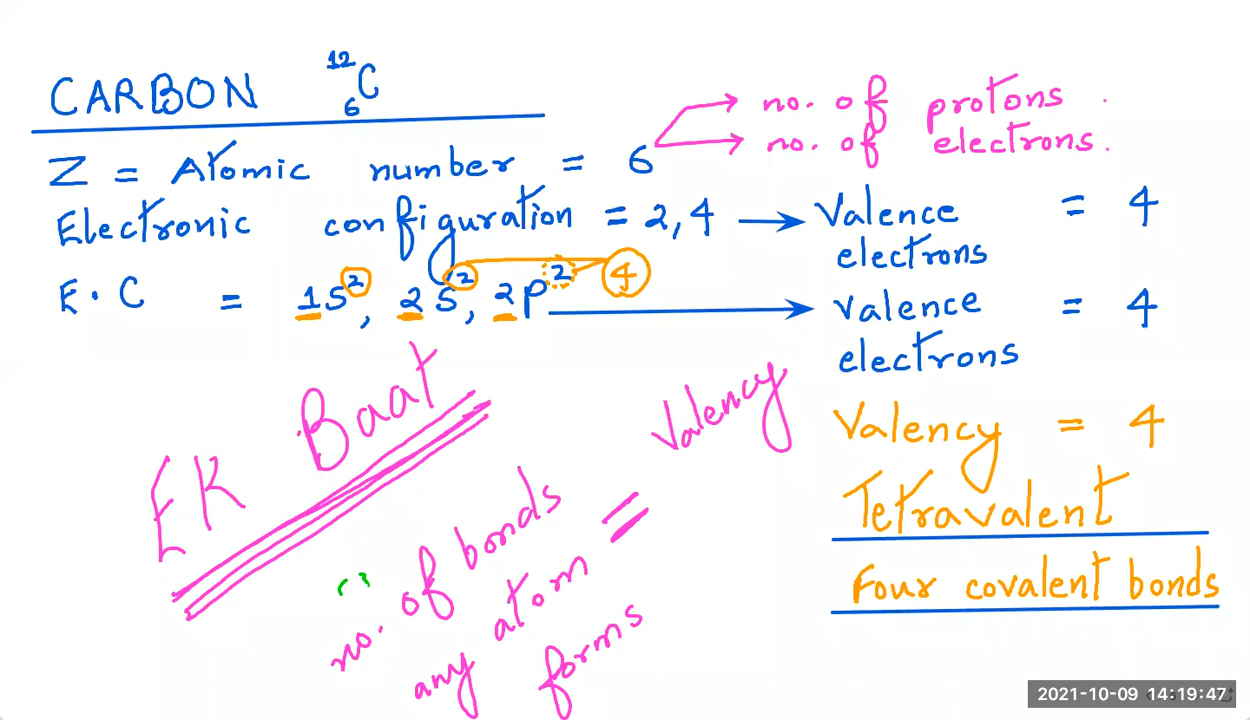 CARBON 12 6 C
Z = Atomic number = 6
→ no. of protons
→ no. of electrons.
Electronic configuration = 2,4 → Valence electrons = 4
E.C = 1S2, 2S2, 2P2 → valence electrons = 4
4
Valency = 4
Tetravalent
Four covalent bonds
EK Baat
no. of bonds
any atom
forms
= Valency
2021-10-09 14:19:47